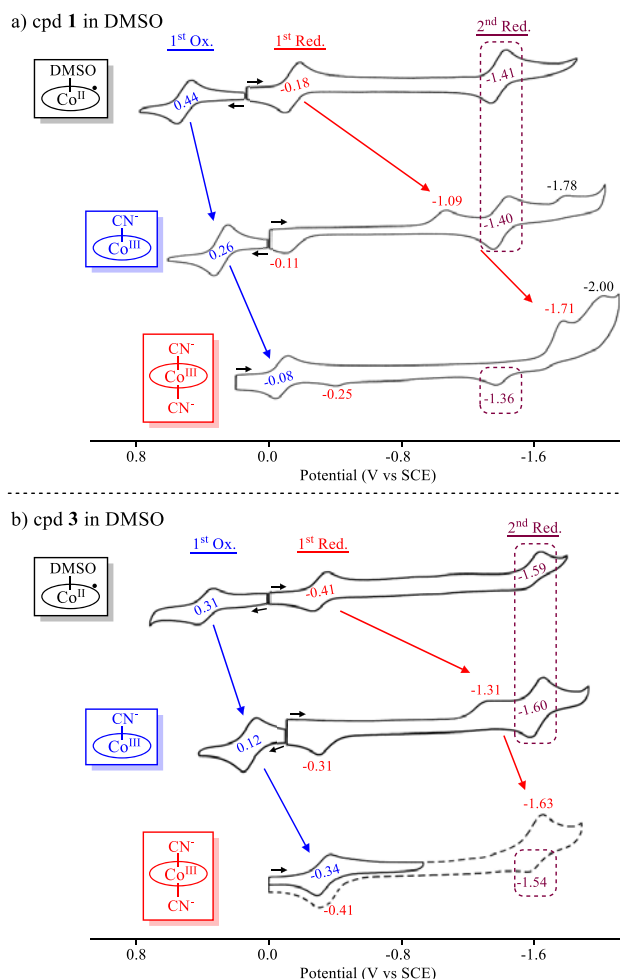 a) cpd 1 in DMSO
1st Ox.
1st Red.
2nd Red.
DMSO
CoII •
0.44
-0.18
-1.41
CN-
CoIII
0.26
-0.11
-1.09
-1.40
-1.78
CN-
CoIII
CN-
-0.08
-0.25
-1.71
-2.00
-1.36
0.8
0.0
-0.8
-1.6
Potential (V vs SCE)
b) cpd 3 in DMSO
1st Ox.
1st Red.
2nd Red.
DMSO
CoII •
0.31
-0.41
-1.59
CN-
CoIII
0.12
-0.31
-1.31
-1.60
CN-
CoIII
CN-
-0.34
-0.41
-1.63
-1.54
0.8
0.0
-0.8
-1.6
Potential (V vs SCE)